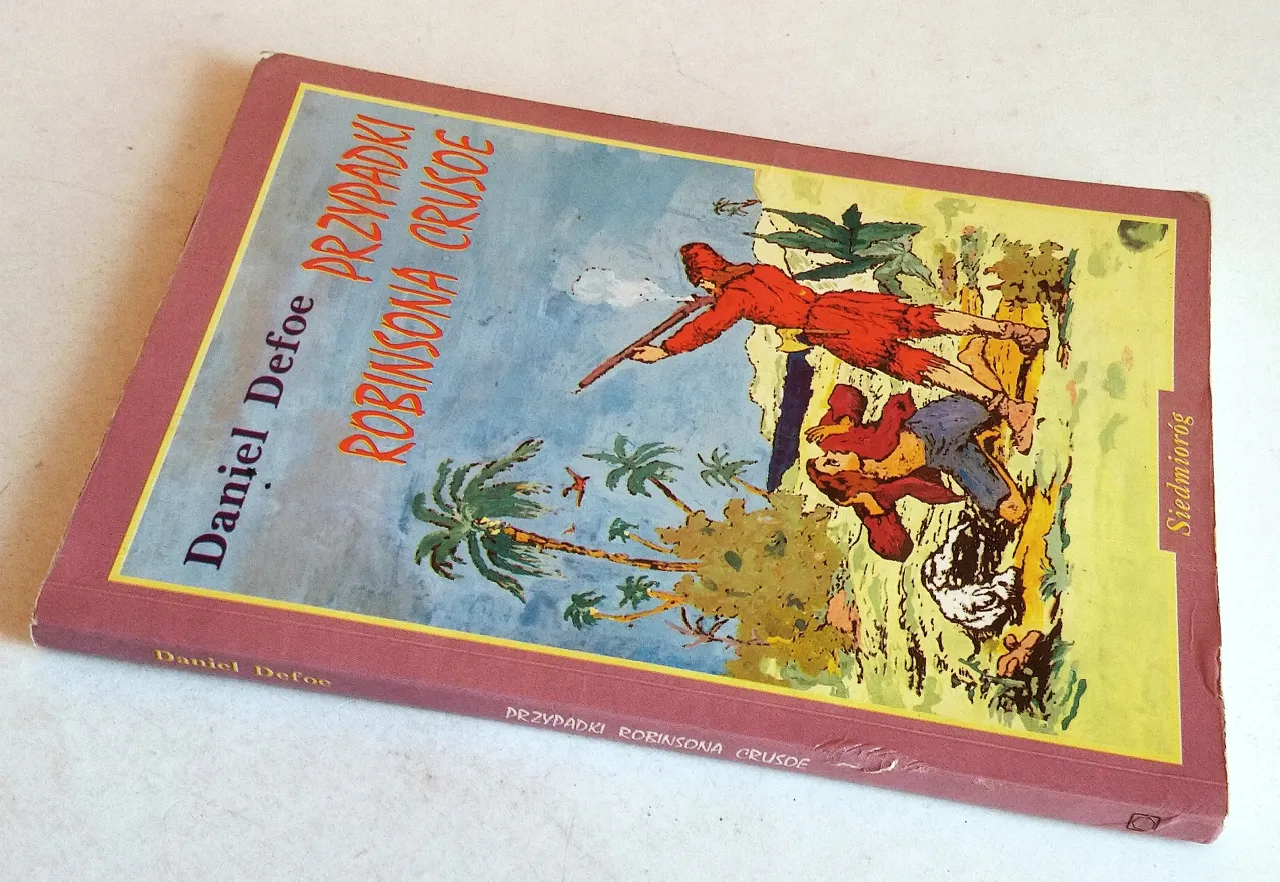 Daniel Defoe
PRZYPADKI
ROBINSONA CRUSOE
Siedmioróg
Daniel Defoe
PRZYPADKI ROBINSONA CRUSOE